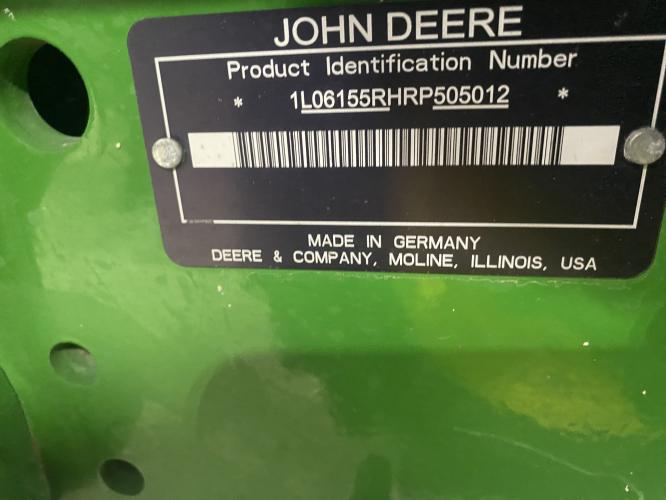 JOHN DEERE
Product Identification Number
* 1L06155RHRP505012 *
MADE IN GERMANY
DEERE & COMPANY, MOLINE, ILLINOIS, USA